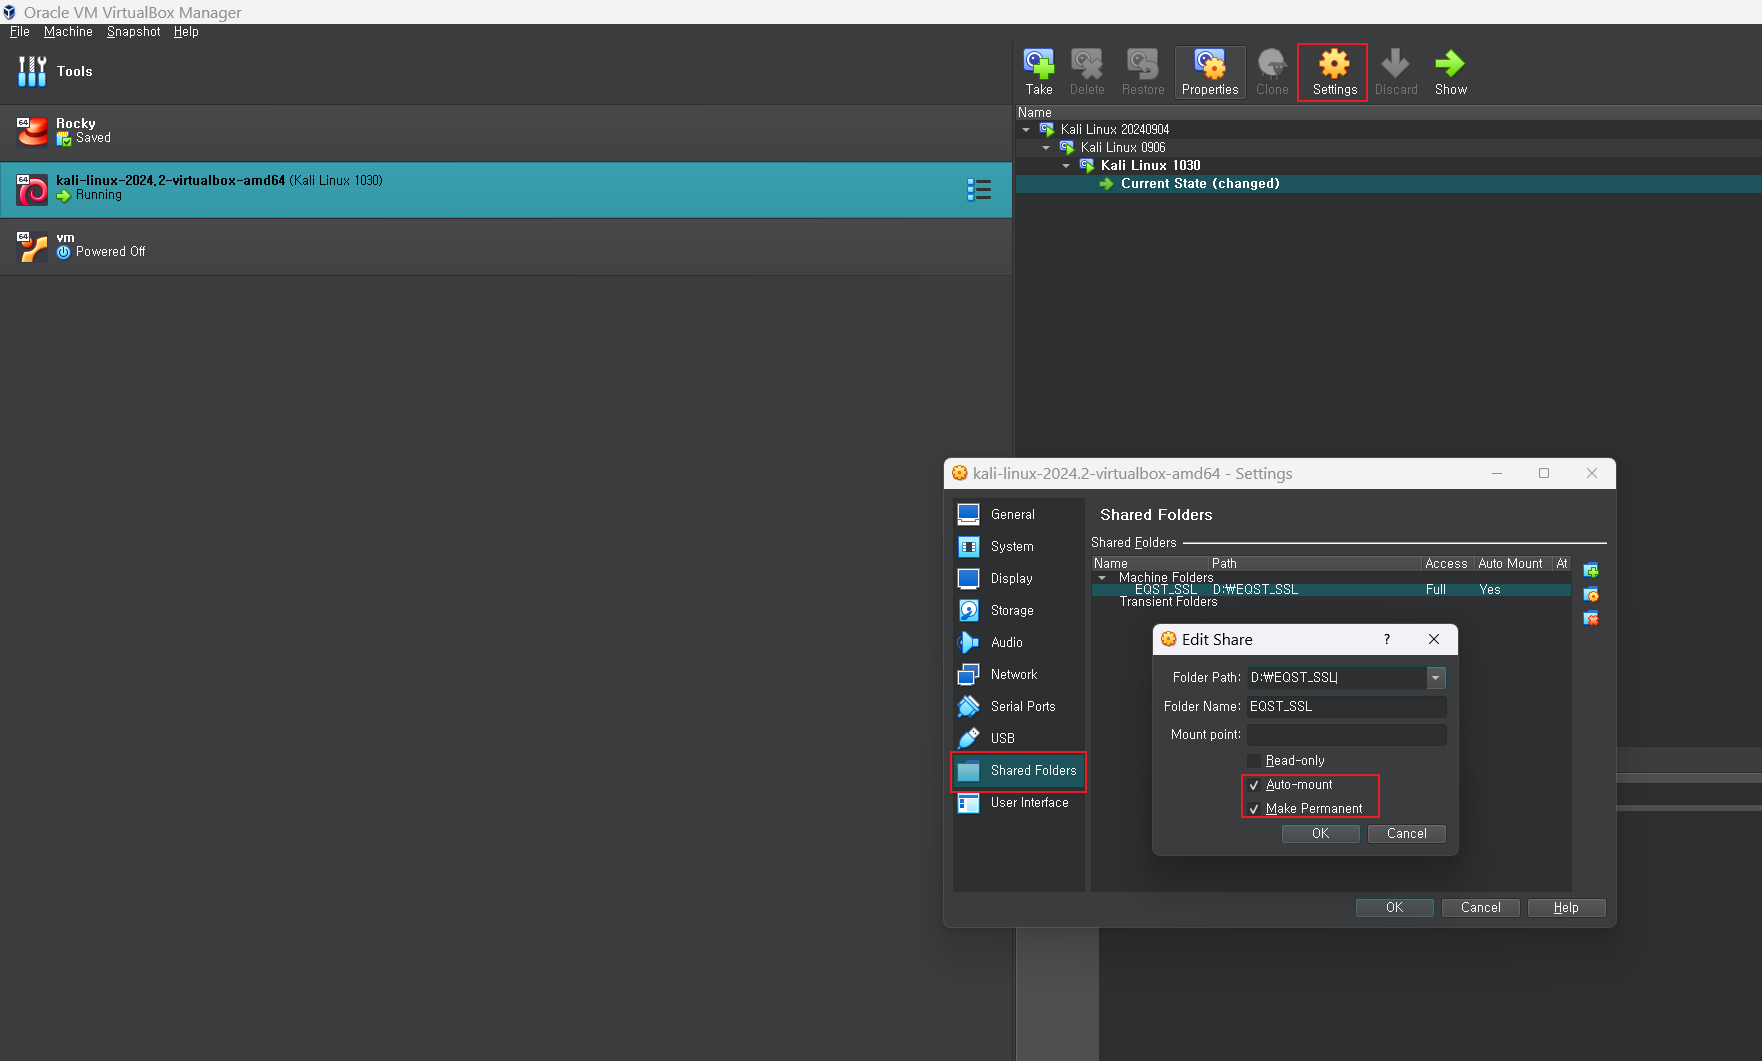 Oracle VM VirtualBox Manager
File Machine Snapshot Help
Tools
64 Rocky
Saved
64 kali-linux-2024.2-virtualbox-amd64 (Kali Linux 1030)
Running
64 vm
Powered Off
Take Delete Restore Properties Clone Settings Discard Show
Name
Kali Linux 20240904
Kali Linux 0906
Kali Linux 1030
Current State (changed)
kali-linux-2024.2-virtualbox-amd64 - Settings
General
System
Display
Storage
Audio
Network
Serial Ports
USB
Shared Folders
User Interface
Shared Folders
Shared Folders
Name Path Access Auto Mount At
Machine Folders
EQST_SSL D:₩EQST_SSL Full Yes
Transient Folders
Edit Share ?
Folder Path: D:₩EQST_SSL
Folder Name: EQST_SSL
Mount point:
Read-only
Auto-mount
Make Permanent
OK Cancel
OK Cancel Help